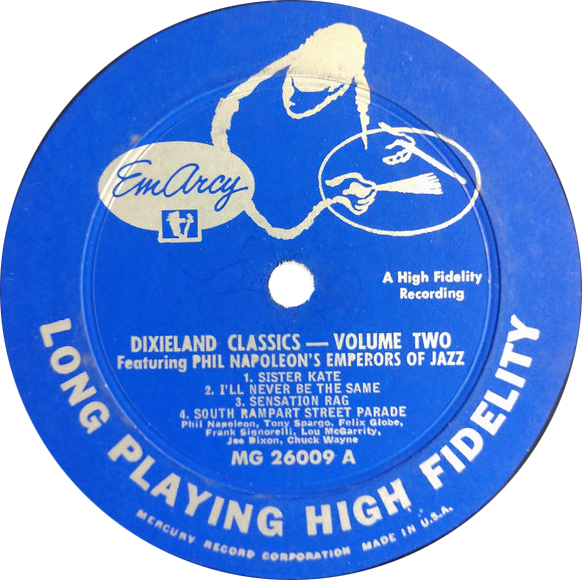 EmArcy
A High Fidelity
Recording
DIXIELAND CLASSICS — VOLUME TWO
Featuring PHIL NAPOLEON'S EMPERORS OF JAZZ
1. SISTER KATE
2. I'LL NEVER BE THE SAME
3. SENSATION RAG
4. SOUTH RAMPART STREET PARADE
Phil Napoleon, Tony Spargo, Felix Globe,
Frank Signorelli, Lou McGarrity,
Joe Dixon, Chuck Wayne
MG 26009 A
LONG PLAYING HIGH FIDELITY
MERCURY RECORD CORPORATION MADE IN U.S.A.